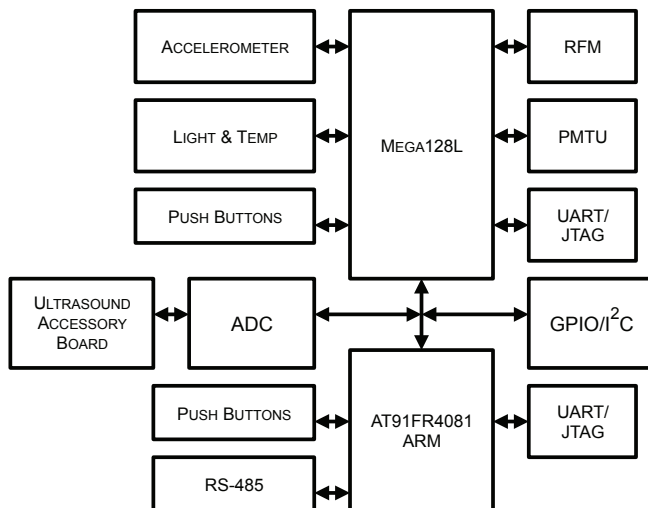 ACCELEROMETER
RFM
LIGHT & TEMP
MEGA128L
PMTU
PUSH BUTTONS
UART/
JTAG
ULTRASOUND
ACCESSORY
BOARD
ADC
GPIO/I²C
PUSH BUTTONS
AT91FR4081
ARM
UART/
JTAG
RS-485